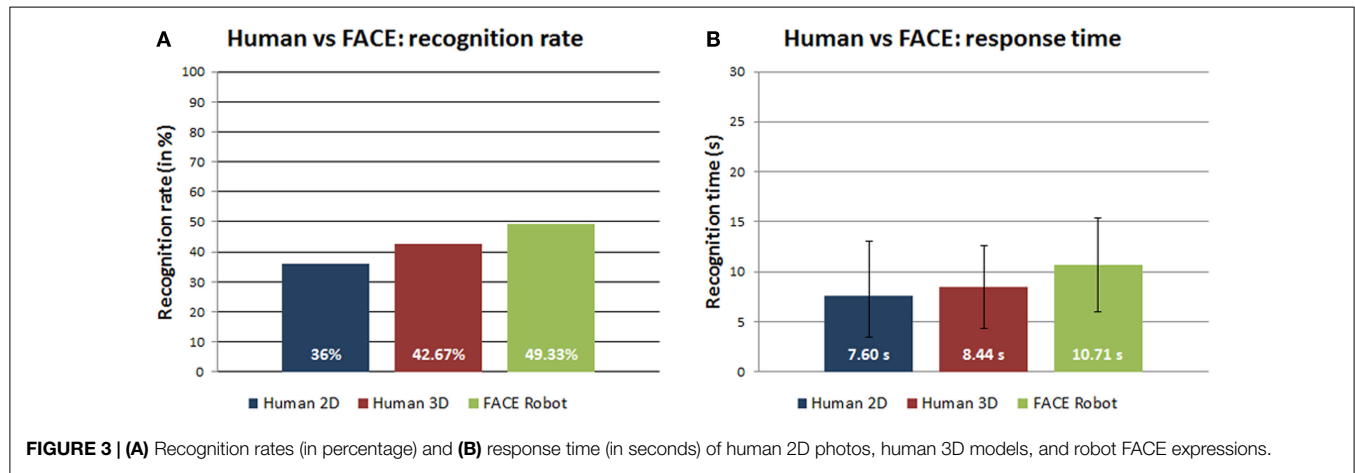 A Human vs FACE: recognition rate
Recognition rate (in %)
100
90
80
70
60
50
40
30
20
10
0
36% 42.67% 49.33%
Human 2D Human 3D FACE Robot
B Human vs FACE: response time
Recognition time (s)
30
25
20
15
10
5
0
7.60 s 8.44 s 10.71 s
Human 2D Human 3D FACE Robot
FIGURE 3 | (A) Recognition rates (in percentage) and (B) response time (in seconds) of human 2D photos, human 3D models, and robot FACE expressions.